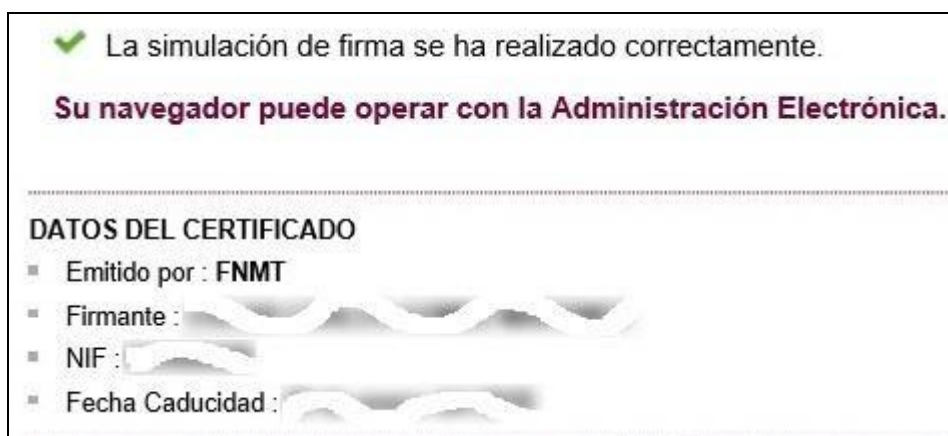 La simulación de firma se ha realizado correctamente.
Su navegador puede operar con la Administración Electrónica.
DATOS DEL CERTIFICADO
Emitido por : FNMT
Firmante :
NIF :
Fecha Caducidad :